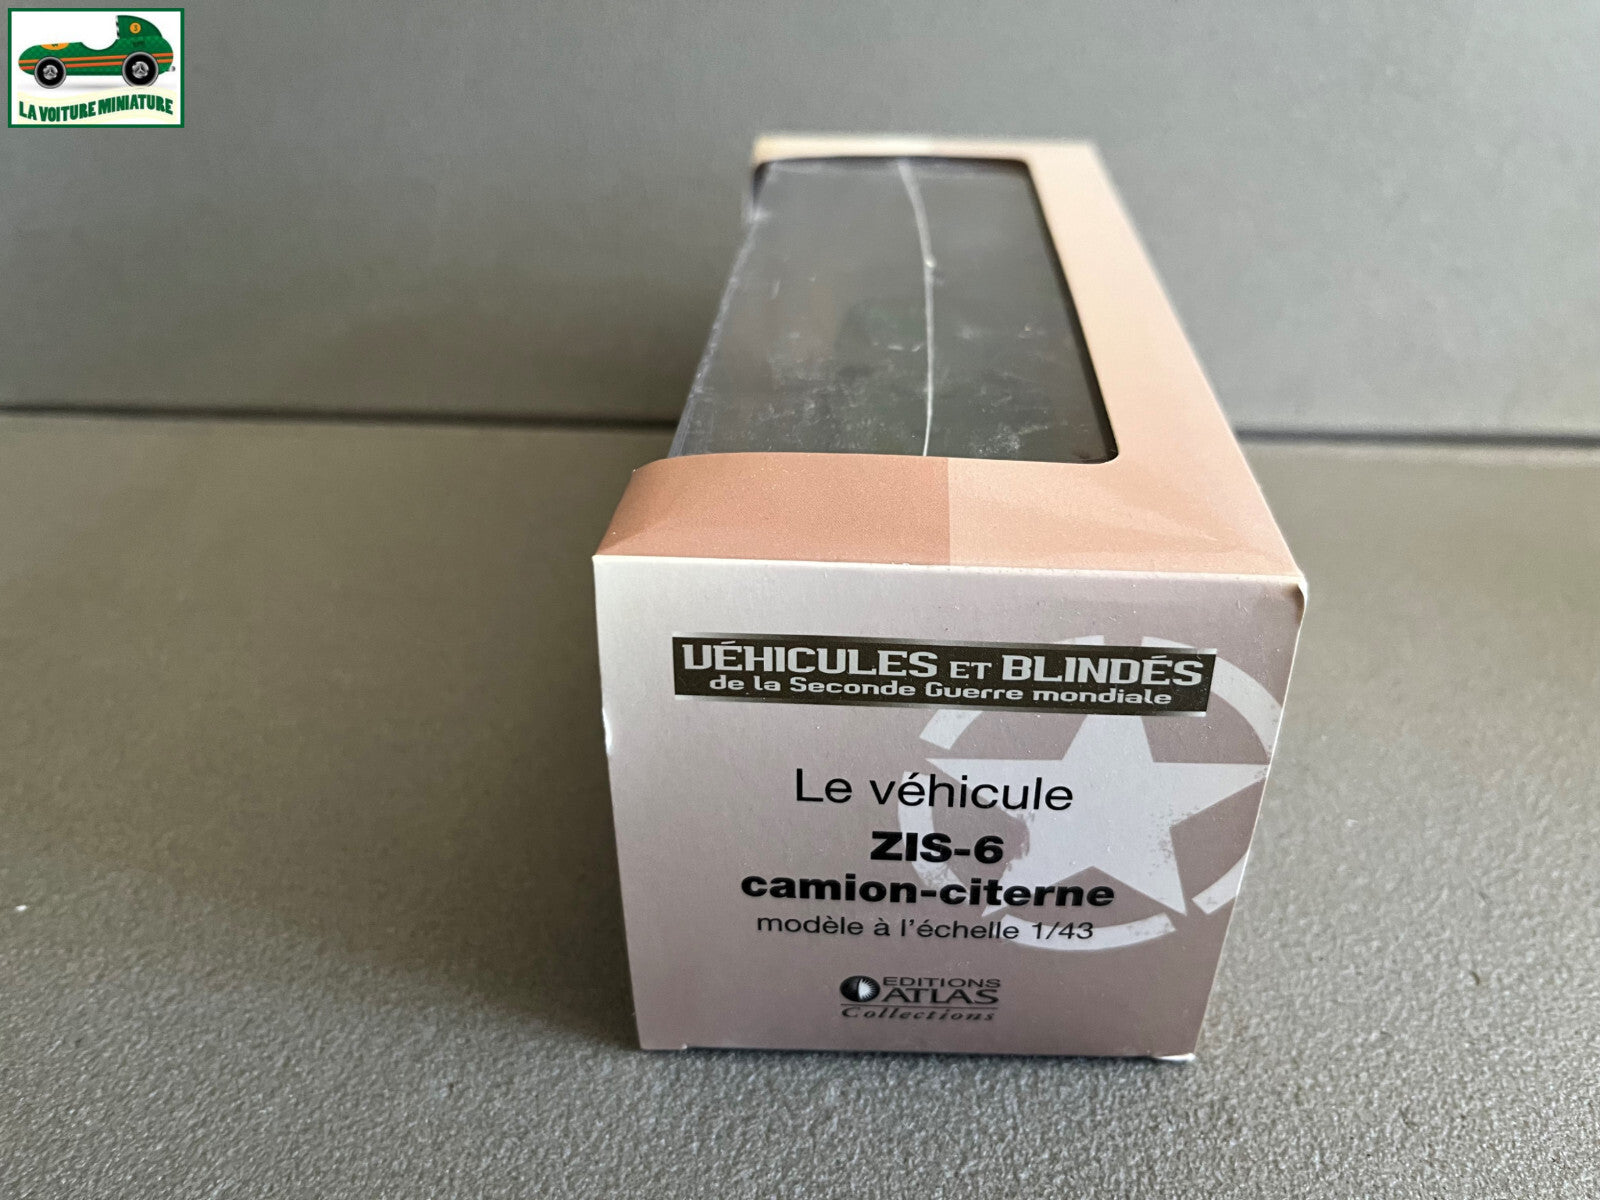 LA VOITURE MINIATURE
VÉHICULES ET BLINDÉS
de la Seconde Guerre mondiale
Le véhicule
ZIS-6
camion-citerne
modèle à l'échelle 1/43
EDITIONS
ATLAS
Collections